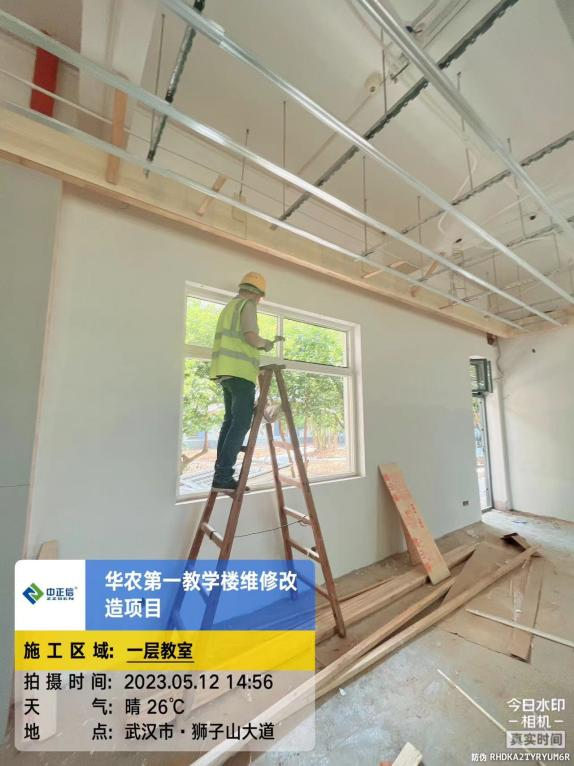 中正信
ZZSEN
华农第一教学楼维修改
造项目
施工区域: 一层教室
拍摄时间: 2023.05.12 14:56
天气: 晴 26℃
地点: 武汉市·狮子山大道
今日水印
-相机-
真实时间
防伪 RHDKA2TYRYUM6R